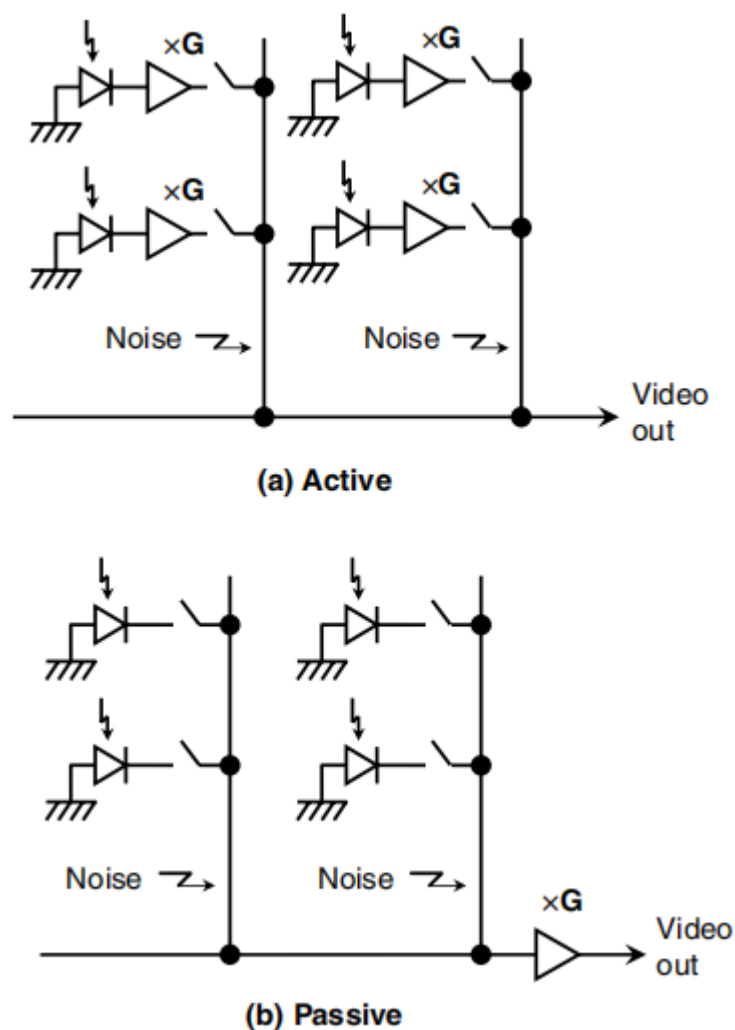 ×G ×G
×G ×G
Noise Noise
Video
out
(a) Active
Noise Noise
×G
Video
out
(b) Passive